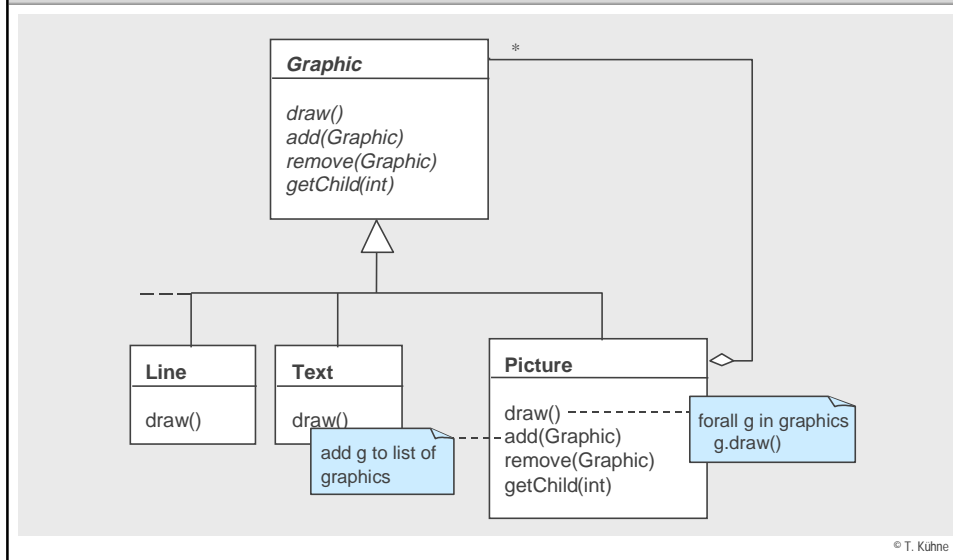 *
Graphic
draw()
add(Graphic)
remove(Graphic)
getChild(int)
Line
draw()
Text
draw()
add g to list of
graphics
Picture
draw()
add(Graphic)
remove(Graphic)
getChild(int)
forall g in graphics
g.draw()
© T. Kühne